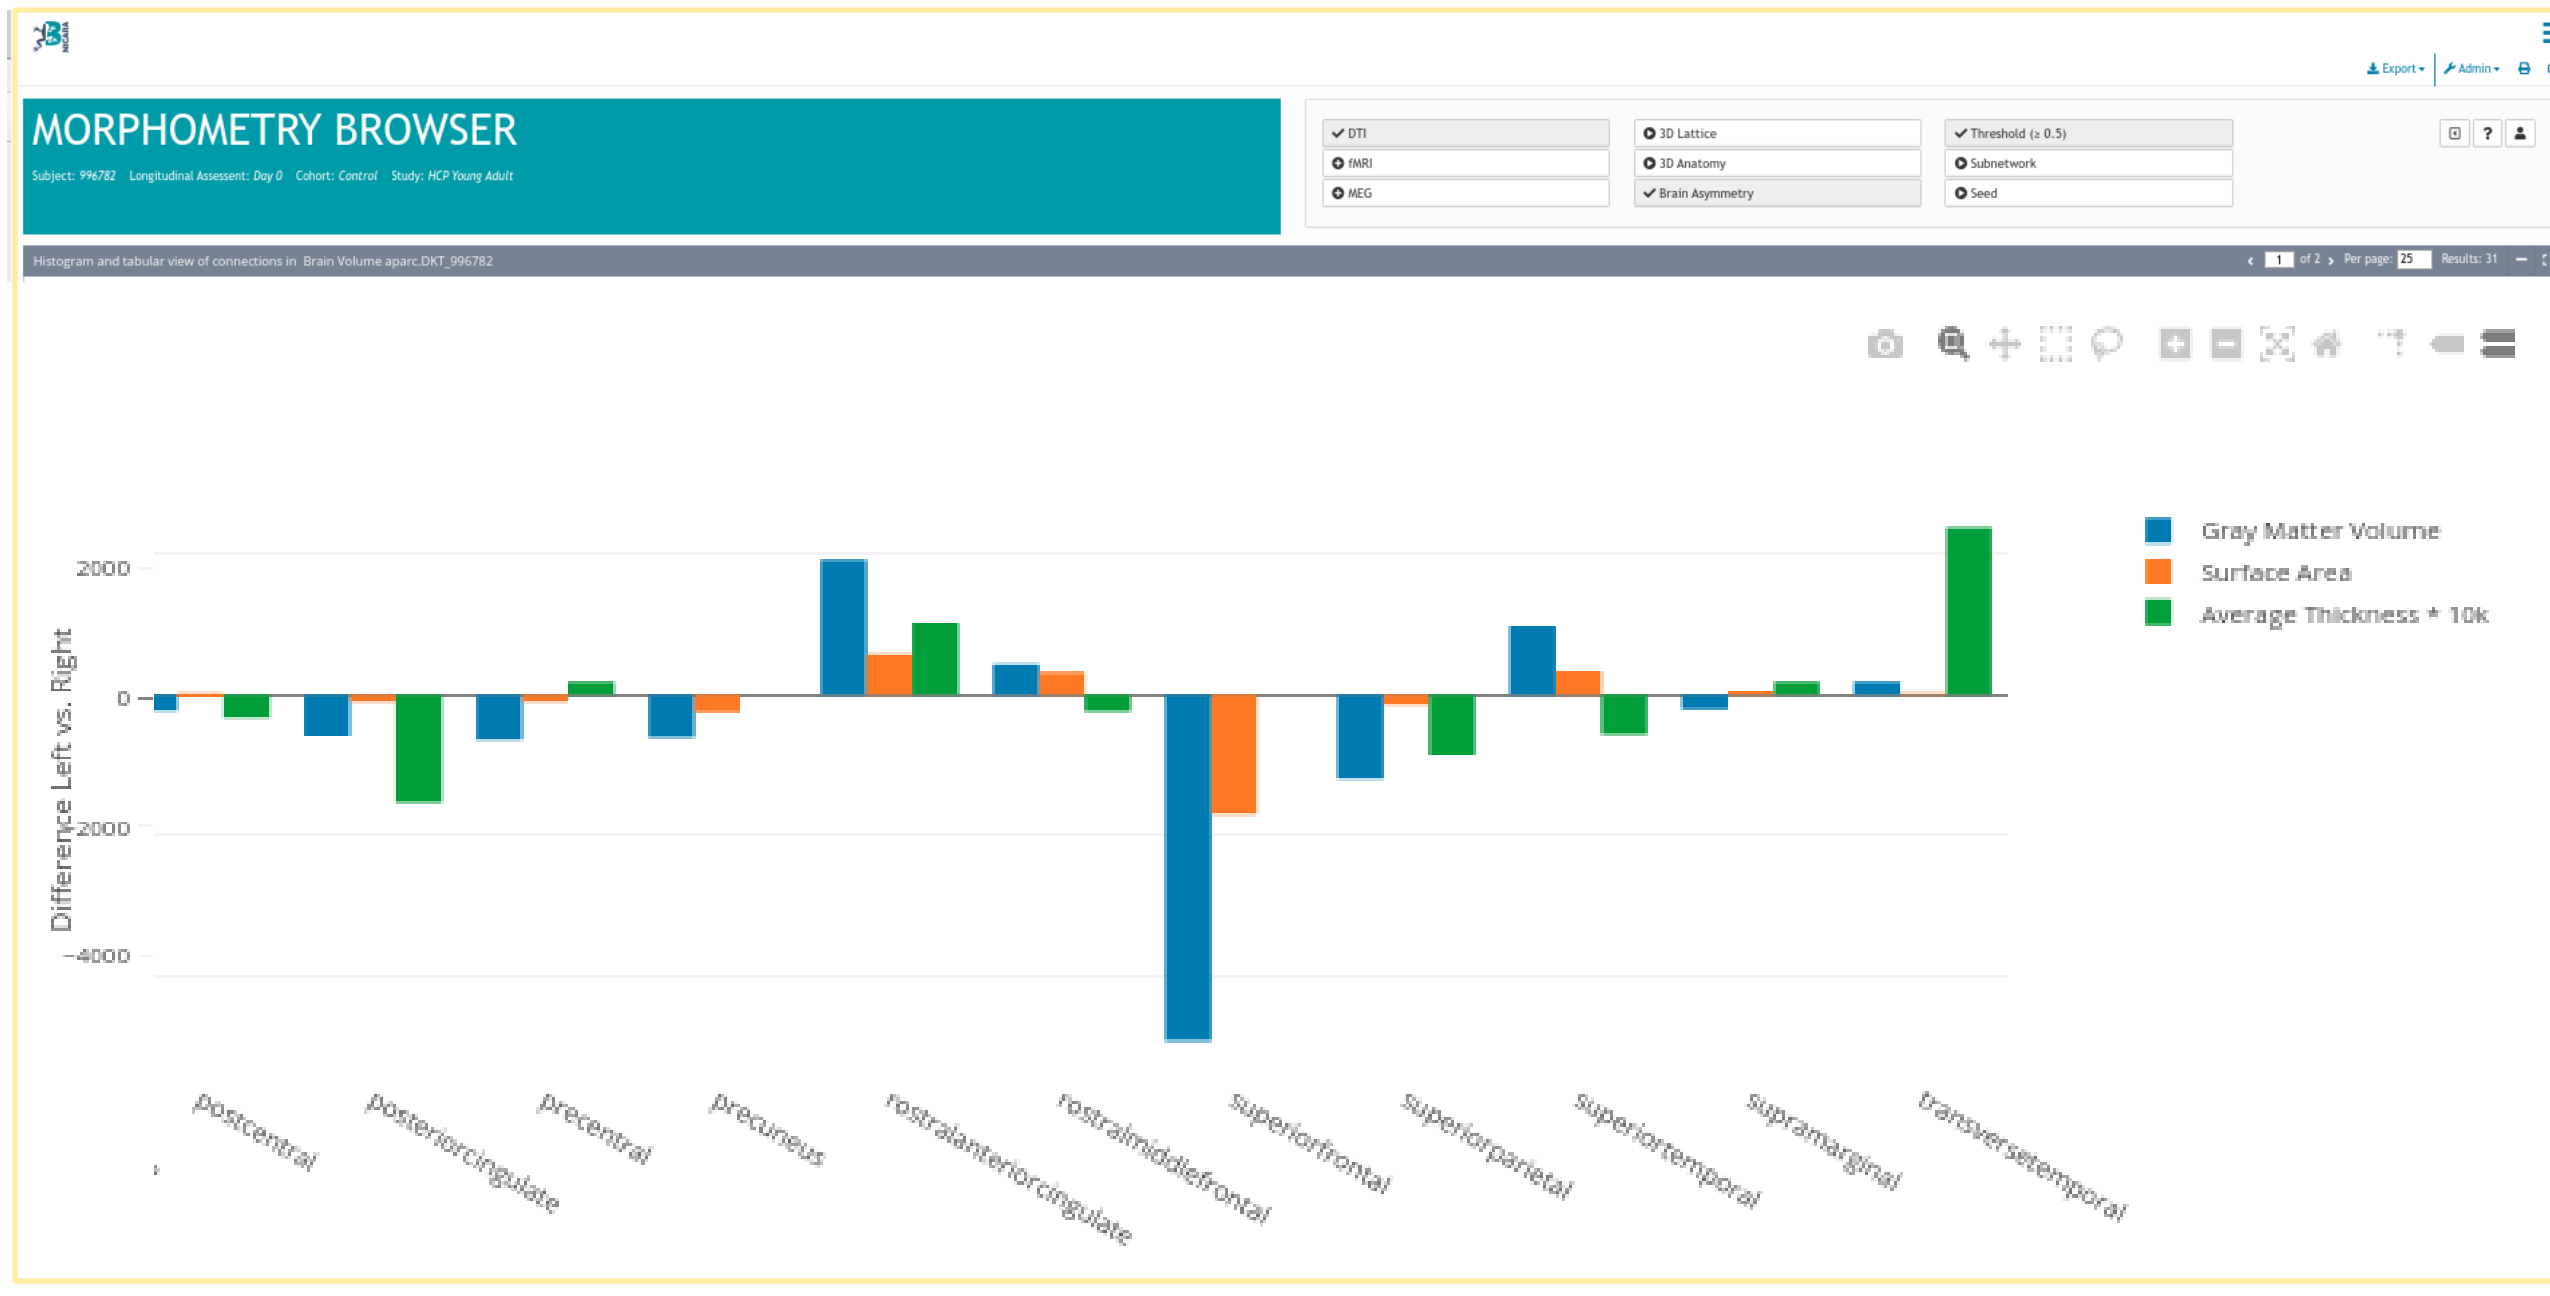 NICARA
Export
Admin
MORPHOMETRY BROWSER
Subject: 996782 Longitudinal Assessent: Day 0 Cohort: Control Study: HCP Young Adult
DTI
3D Lattice
Threshold (≥ 0.5)
?
fMRI
3D Anatomy
Subnetwork
MEG
Brain Asymmetry
Seed
Histogram and tabular view of connections in Brain Volume aparc.DKT_996782
1 of 2 Per page: 25 Results: 31
Gray Matter Volume
Surface Area
Average Thickness * 10k
Difference Left vs. Right
2000
0
−2000
−4000
postcentral
posteriorcingulate
precentral
precuneus
rostralanteriorcingulate
rostralmiddlefrontal
superiorfrontal
superiorparietal
superiortemporal
supramarginal
transversetemporal